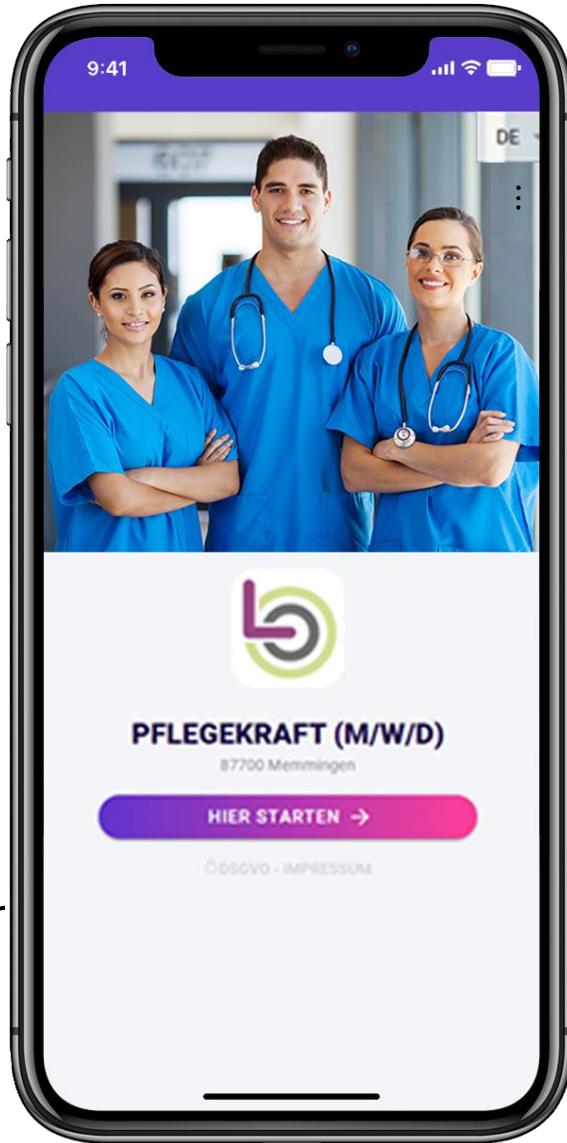 9:41
DE
PFLEGEKRAFT (M/W/D)
87700 Memmingen
HIER STARTEN →
DSGVO - IMPRESSUM